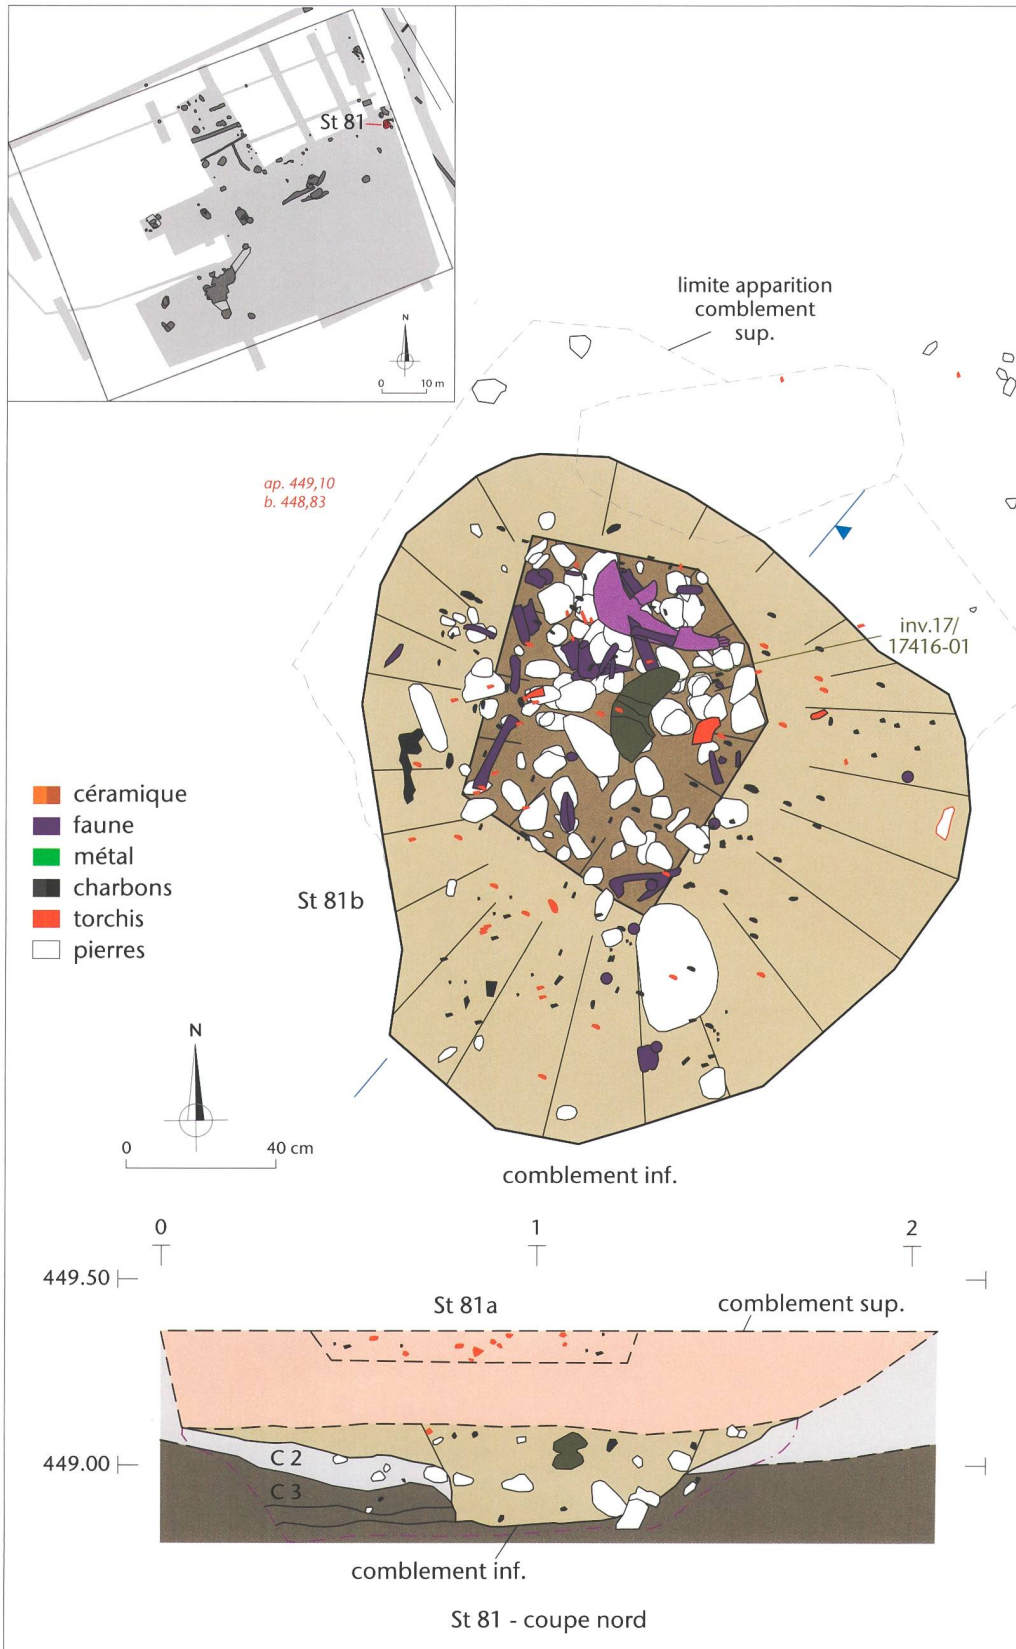 St 81
N
0 10 m
limite apparition
comblement
sup.
ap. 449,10
b. 448,83
inv.17/
17416-01
céramique
faune
métal
charbons
torchis
pierres
St 81b
N
0 40 cm
comblement inf.
0 1 2
449.50
St 81a
comblement sup.
449.00
C 2
C 3
comblement inf.
St 81 - coupe nord